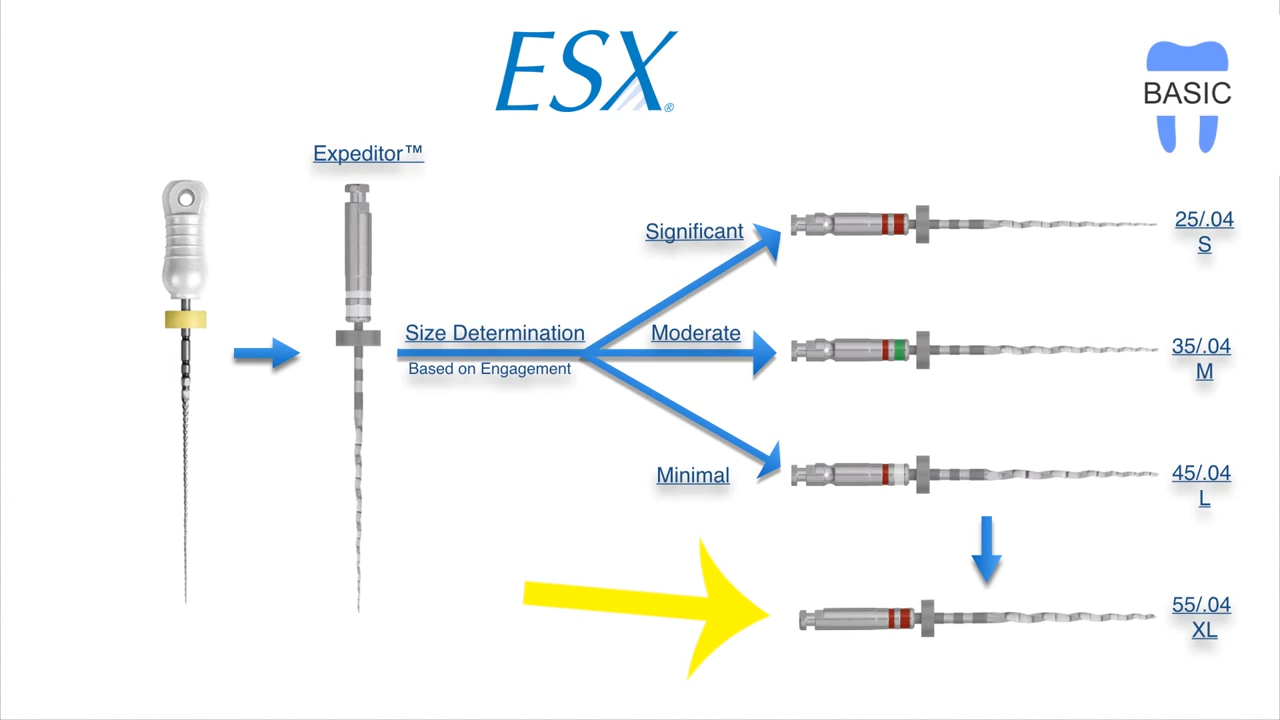 ESX®
BASIC
Expeditor™
Significant
25/.04
S
Size Determination
Based on Engagement
Moderate
35/.04
M
Minimal
45/.04
L
55/.04
XL